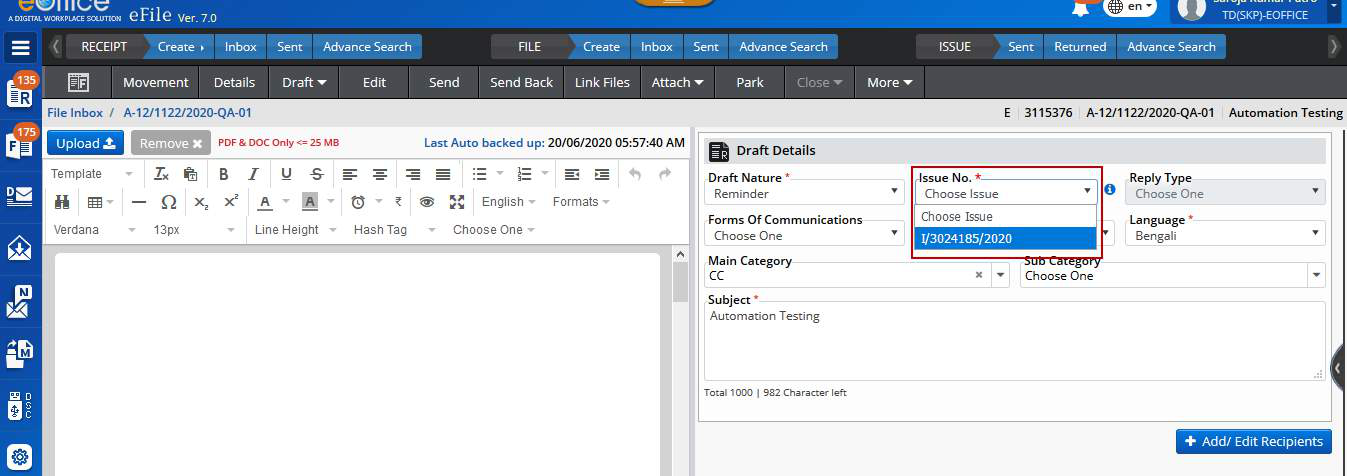 eOffice
A DIGITAL WORKPLACE SOLUTION eFile Ver. 7.0
en
TD(SKP)-EOFFICE
RECEIPT Create Inbox Sent Advance Search FILE Create Inbox Sent Advance Search ISSUE Sent Returned Advance Search
135 R
Movement Details Draft Edit Send Send Back Link Files Attach Park Close More
File Inbox / A-12/1122/2020-QA-01 E 3115376 A-12/1122/2020-QA-01 Automation Testing
175 F
Upload Remove PDF & DOC Only <= 25 MB Last Auto backed up: 20/06/2020 05:57:40 AM
Template
English Formats
Verdana 13px Line Height Hash Tag Choose One
D
N
M
DSC
Draft Details
Draft Nature * Issue No. * Reply Type
Reminder Choose Issue Choose One
Choose Issue
I/3024185/2020
Forms Of Communications Language *
Choose One Bengali
Main Category Sub Category
CC Choose One
Subject *
Automation Testing
Total 1000 | 982 Character left
+ Add/ Edit Recipients